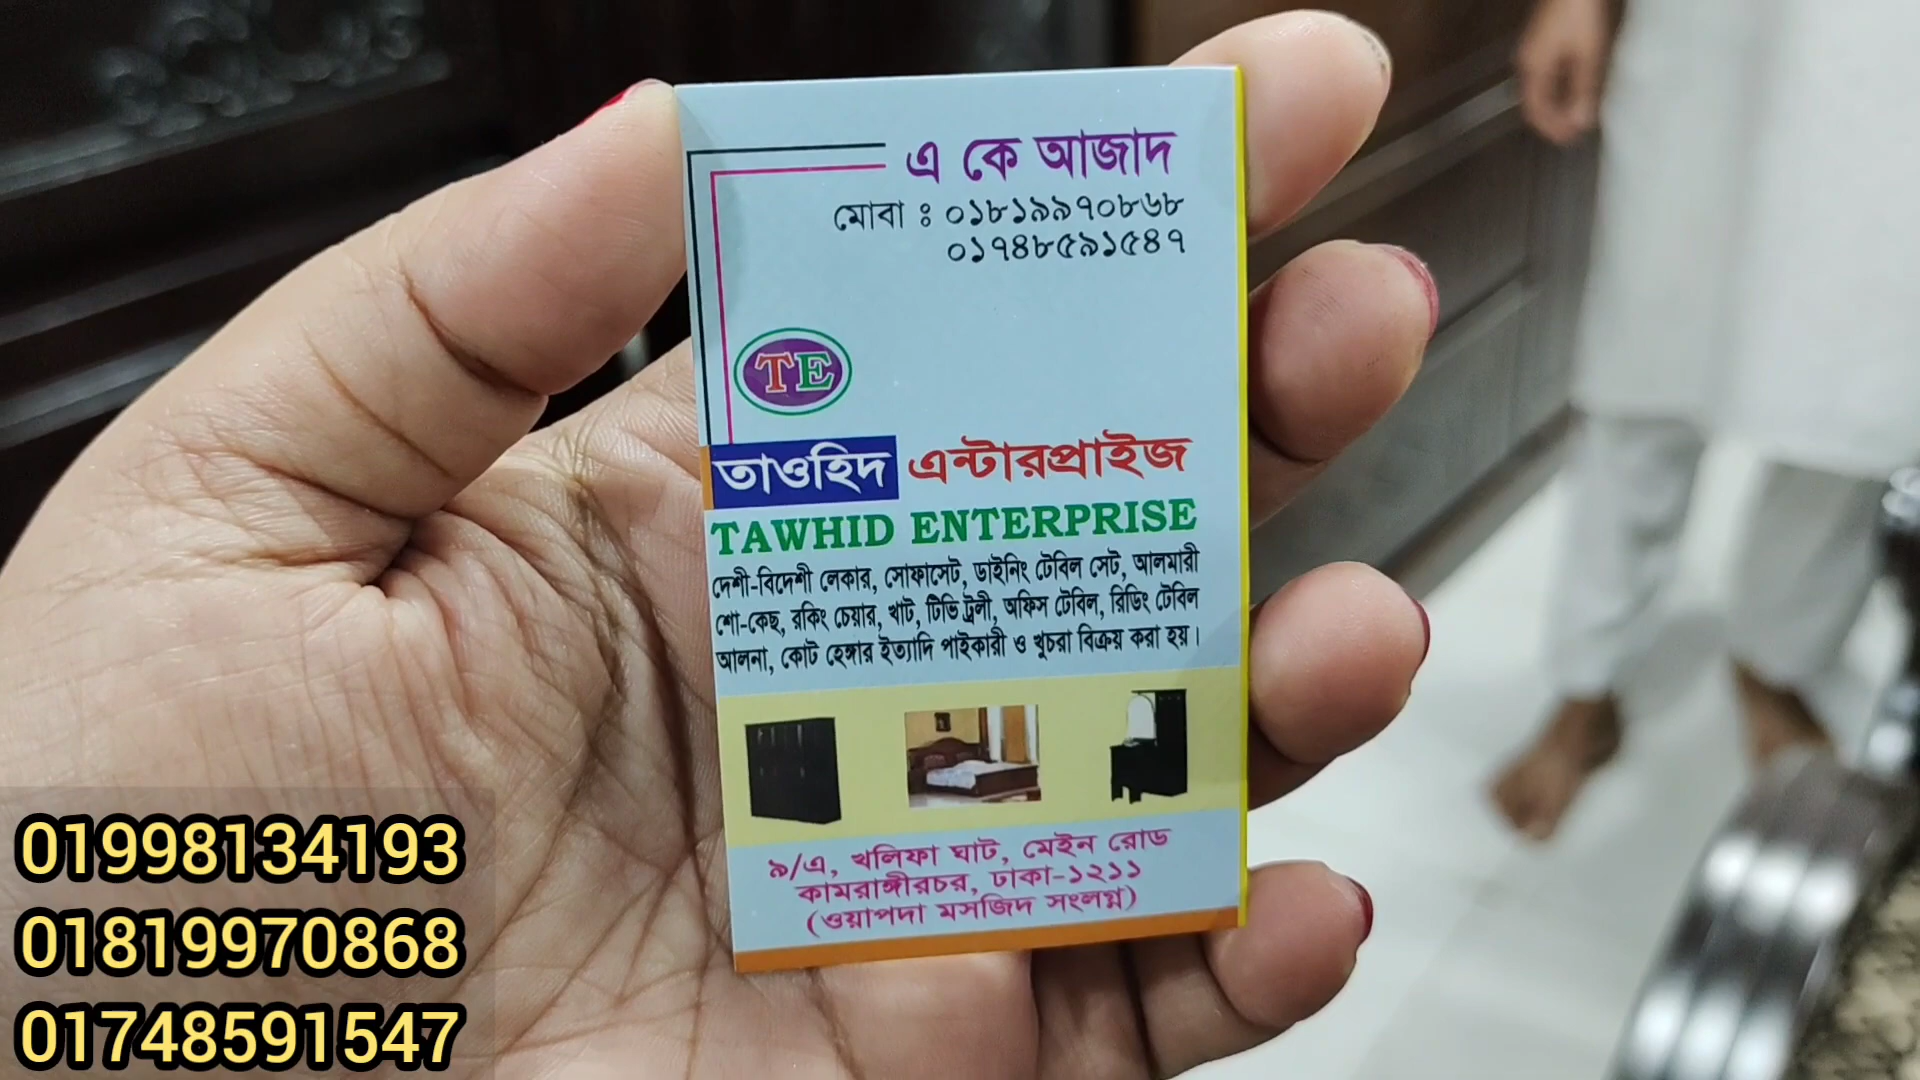 এ কে আজাদ
মোবা ঃ ০১৮১৯৯৭০৮৬৮
০১৭৪৮৫৯১৫৪৭
TE
তাওহিদ এন্টারপ্রাইজ
TAWHID ENTERPRISE
দেশী-বিদেশী লেকার, সোফাসেট, ডাইনিং টেবিল সেট, আলমারী
শো-কেছ, রকিং চেয়ার, খাট, টিভি ট্রলী, অফিস টেবিল, রিডিং টেবিল
আলনা, কোট হেঙ্গার ইত্যাদি পাইকারী ও খুচরা বিক্রয় করা হয়।
৯/এ, খলিফা ঘাট, মেইন রোড
কামরাঙ্গীরচর, ঢাকা-১২১১
(ওয়াপদা মসজিদ সংলগ্ন)
01998134193
01819970868
01748591547